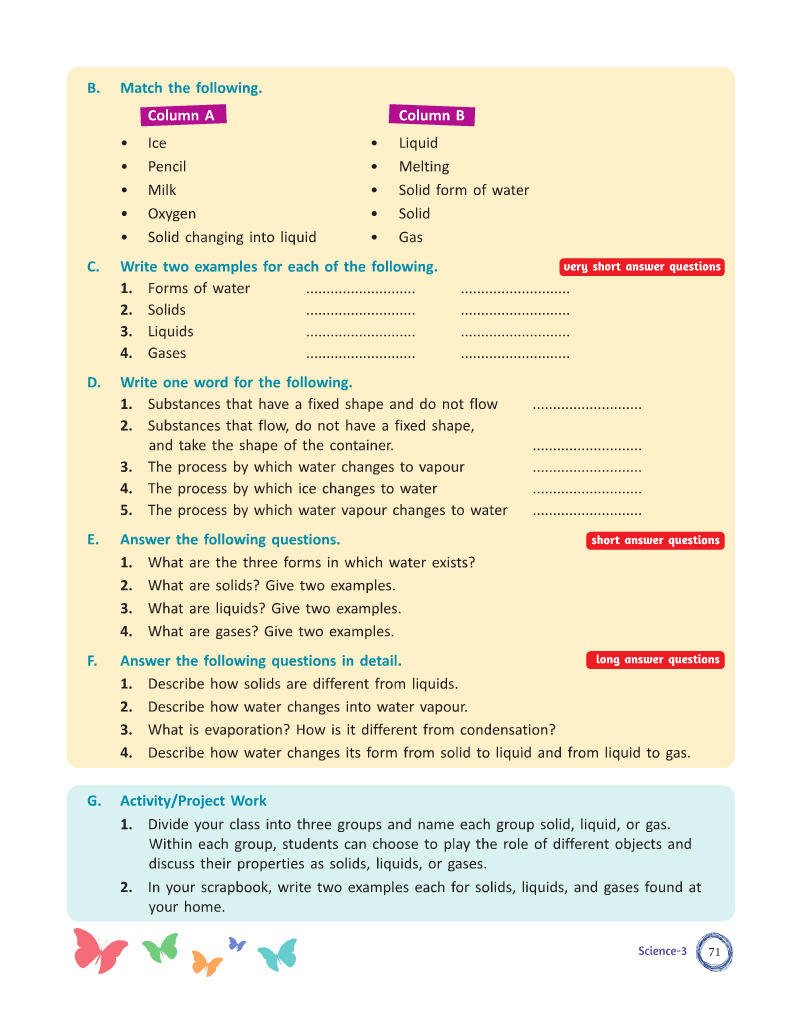 B. Match the following.
Column A Column B
• Ice • Liquid
• Pencil • Melting
• Milk • Solid form of water
• Oxygen • Solid
• Solid changing into liquid • Gas
C. Write two examples for each of the following. very short answer questions
1. Forms of water ........................... ...........................
2. Solids ........................... ...........................
3. Liquids ........................... ...........................
4. Gases ........................... ...........................
D. Write one word for the following.
1. Substances that have a fixed shape and do not flow ...........................
2. Substances that flow, do not have a fixed shape,
and take the shape of the container. ...........................
3. The process by which water changes to vapour ...........................
4. The process by which ice changes to water ...........................
5. The process by which water vapour changes to water ...........................
E. Answer the following questions. short answer questions
1. What are the three forms in which water exists?
2. What are solids? Give two examples.
3. What are liquids? Give two examples.
4. What are gases? Give two examples.
F. Answer the following questions in detail. long answer questions
1. Describe how solids are different from liquids.
2. Describe how water changes into water vapour.
3. What is evaporation? How is it different from condensation?
4. Describe how water changes its form from solid to liquid and from liquid to gas.
G. Activity/Project Work
1. Divide your class into three groups and name each group solid, liquid, or gas.
Within each group, students can choose to play the role of different objects and
discuss their properties as solids, liquids, or gases.
2. In your scrapbook, write two examples each for solids, liquids, and gases found at
your home.
Science-3 71